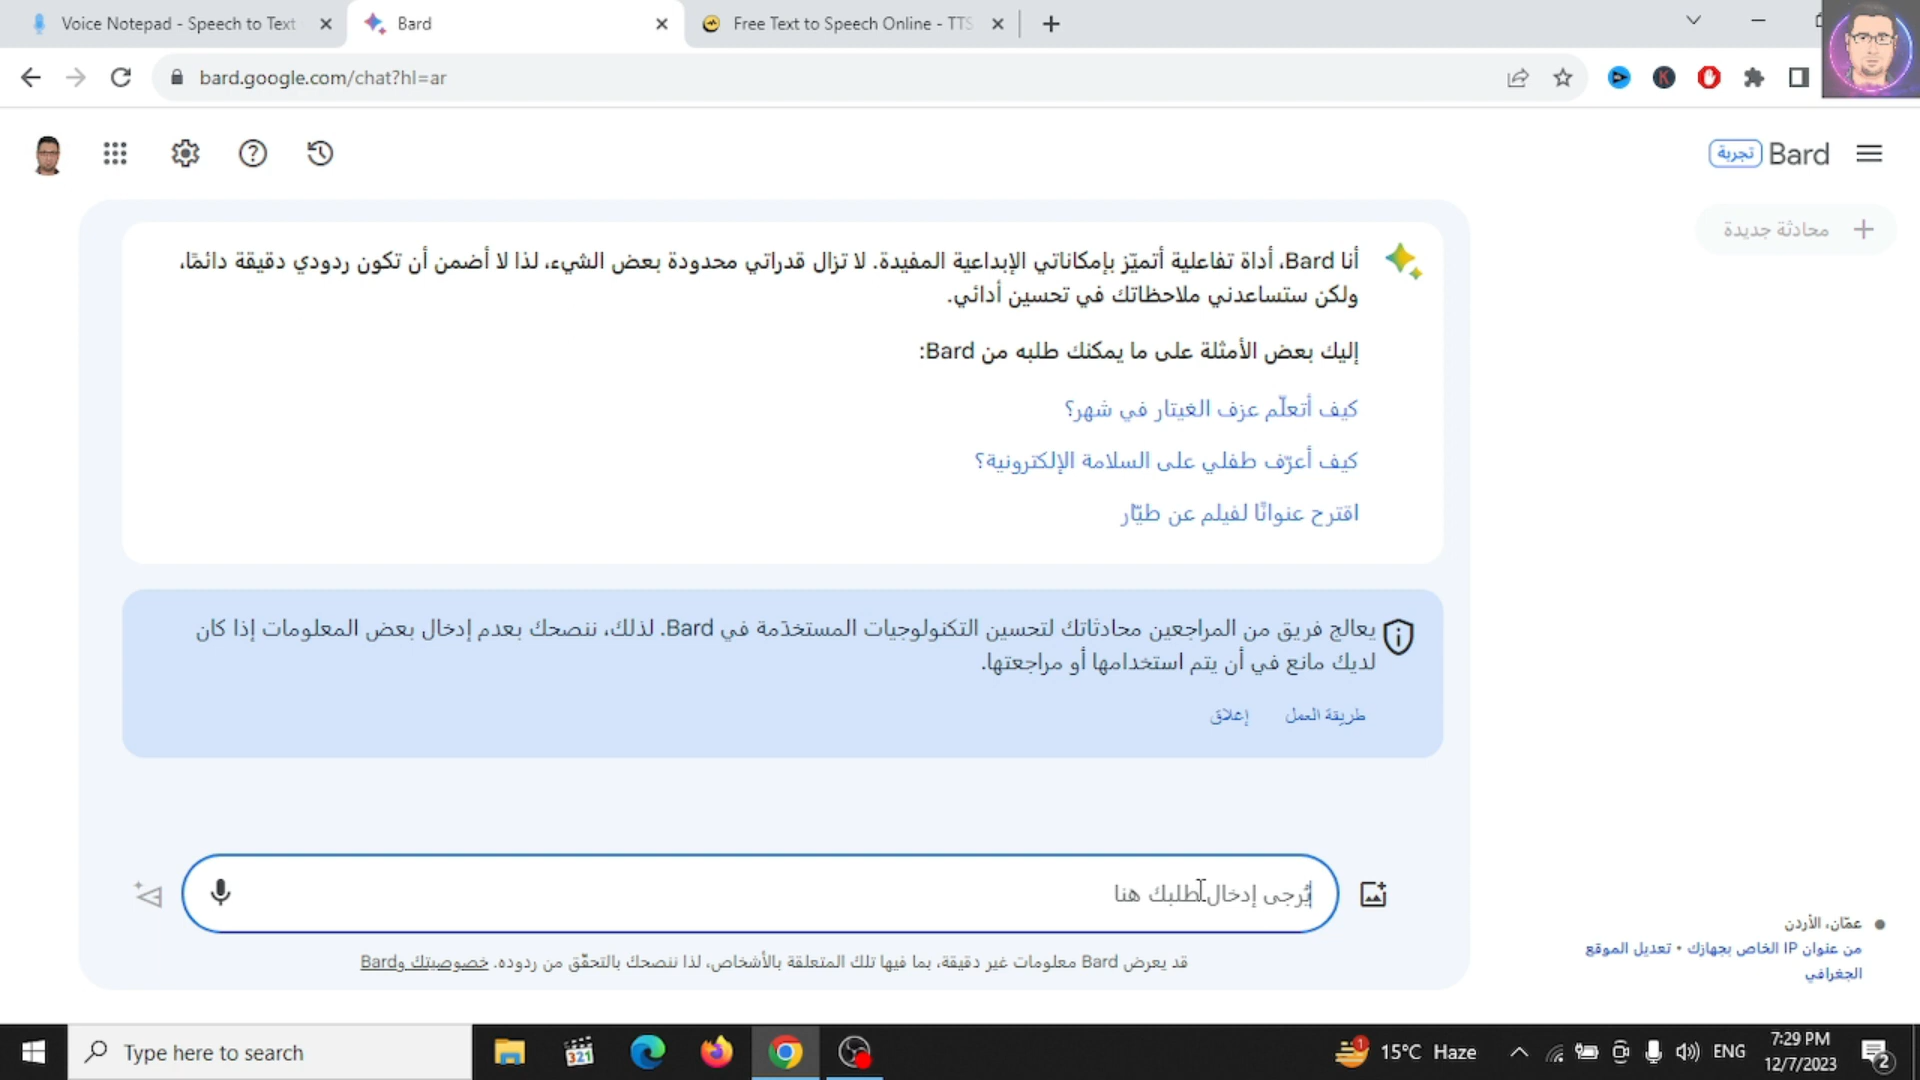 Voice Notepad - Speech to Text
Bard
Free Text to Speech Online - TTS
bard.google.com/chat?hl=ar
Bard تجربة
محادثة جديدة
أنا Bard، أداة تفاعلية أتميّز بإمكاناتي الإبداعية المفيدة. لا تزال قدراتي محدودة بعض الشيء، لذا لا أضمن أن تكون ردودي دقيقة دائمًا،
ولكن ستساعدني ملاحظاتك في تحسين أدائي.
إليك بعض الأمثلة على ما يمكنك طلبه من Bard:
كيف أتعلّم عزف الغيتار في شهر؟
كيف أعرّف طفلي على السلامة الإلكترونية؟
اقترح عنوانًا لفيلم عن طيّار
يعالج فريق من المراجعين محادثاتك لتحسين التكنولوجيات المستخدَمة في Bard. لذلك، ننصحك بعدم إدخال بعض المعلومات إذا كان
لديك مانع في أن يتم استخدامها أو مراجعتها.
طريقة العمل
إغلاق
يُرجى إدخال طلبك هنا
قد يعرض Bard معلومات غير دقيقة، بما فيها تلك المتعلقة بالأشخاص، لذا ننصحك بالتحقّق من ردوده. خصوصيتك وBard
عمّان، الأردن
من عنوان IP الخاص بجهازك • تعديل الموقع
الجغرافي
Type here to search
321
1
15°C Haze
ENG
7:29 PM
12/7/2023
2